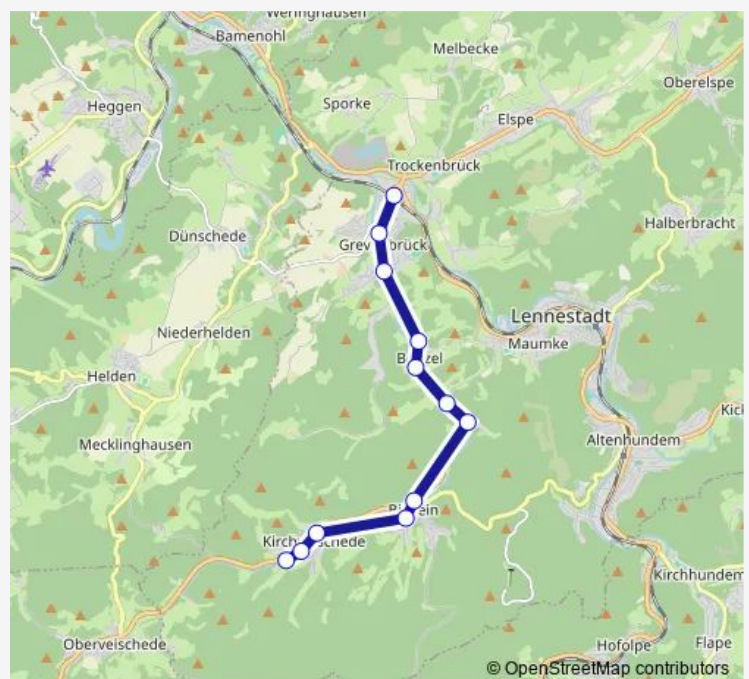 Weringhausen
Bamenohl
Melbecke
Oberelspe
Heggen
Sporke
Elspe
Trockenbrück
Halberbracht
Dünschede
Lennestadt
Niederhelden
Maumke
Helden
Mecklinghausen
Altenhundem
Kirchhundem
Oberveischede
Hofolpe
Flape
© OpenStreetMap contributors